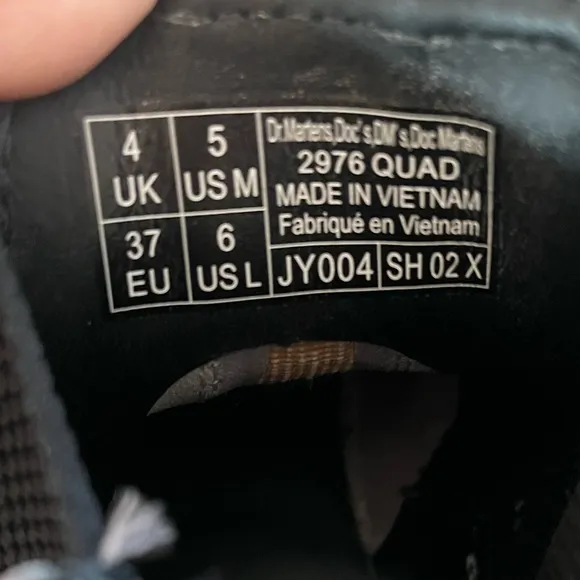 4 UK
5 US M
37 EU
6 US L
Dr.Martens,Doc's,DM's,Doc Martens
2976 QUAD
MADE IN VIETNAM
Fabriqué en Vietnam
JY004 SH 02 X